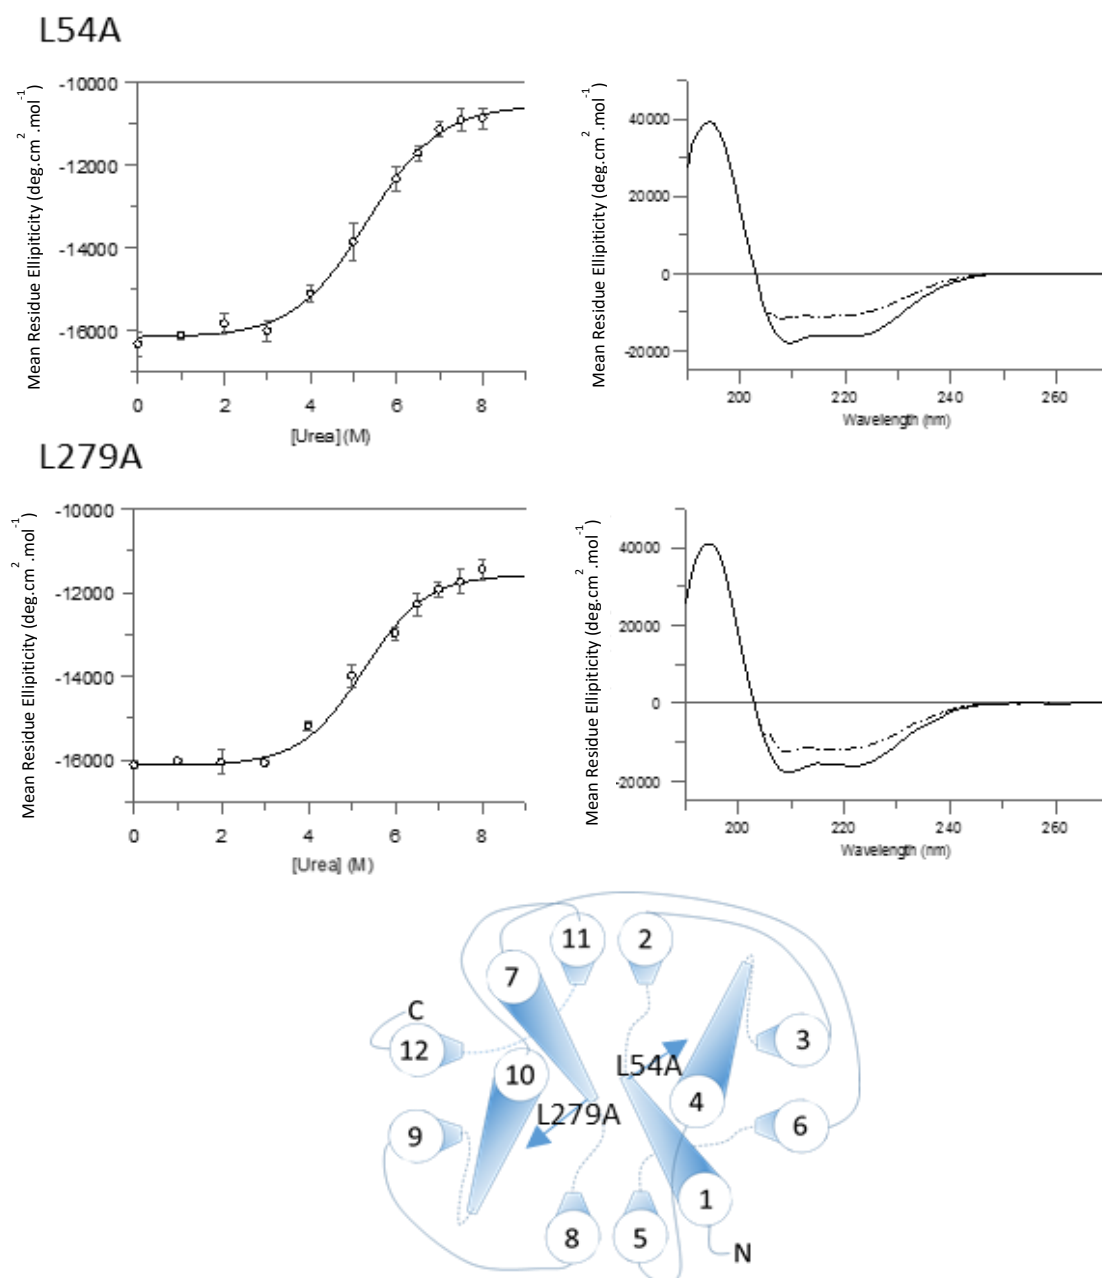 L54A
Mean Residue Ellipiticity (deg.cm2 .mol-1)
-10000
-12000
-14000
-16000
0 2 4 6 8
[Urea] (M)
Mean Residue Ellipiticity (deg.cm2 .mol-1)
40000
20000
0
-20000
200 220 240 260
Wavelength (nm)
L279A
Mean Residue Ellipiticity (deg.cm2 .mol-1)
-10000
-12000
-14000
-16000
0 2 4 6 8
[Urea] (M)
Mean Residue Ellipiticity (deg.cm2 .mol-1)
40000
20000
0
-20000
200 220 240 260
Wavelength (nm)
11 2
7
C
12 3
L54A
10 4
L279A
9 6
1
8 5 N